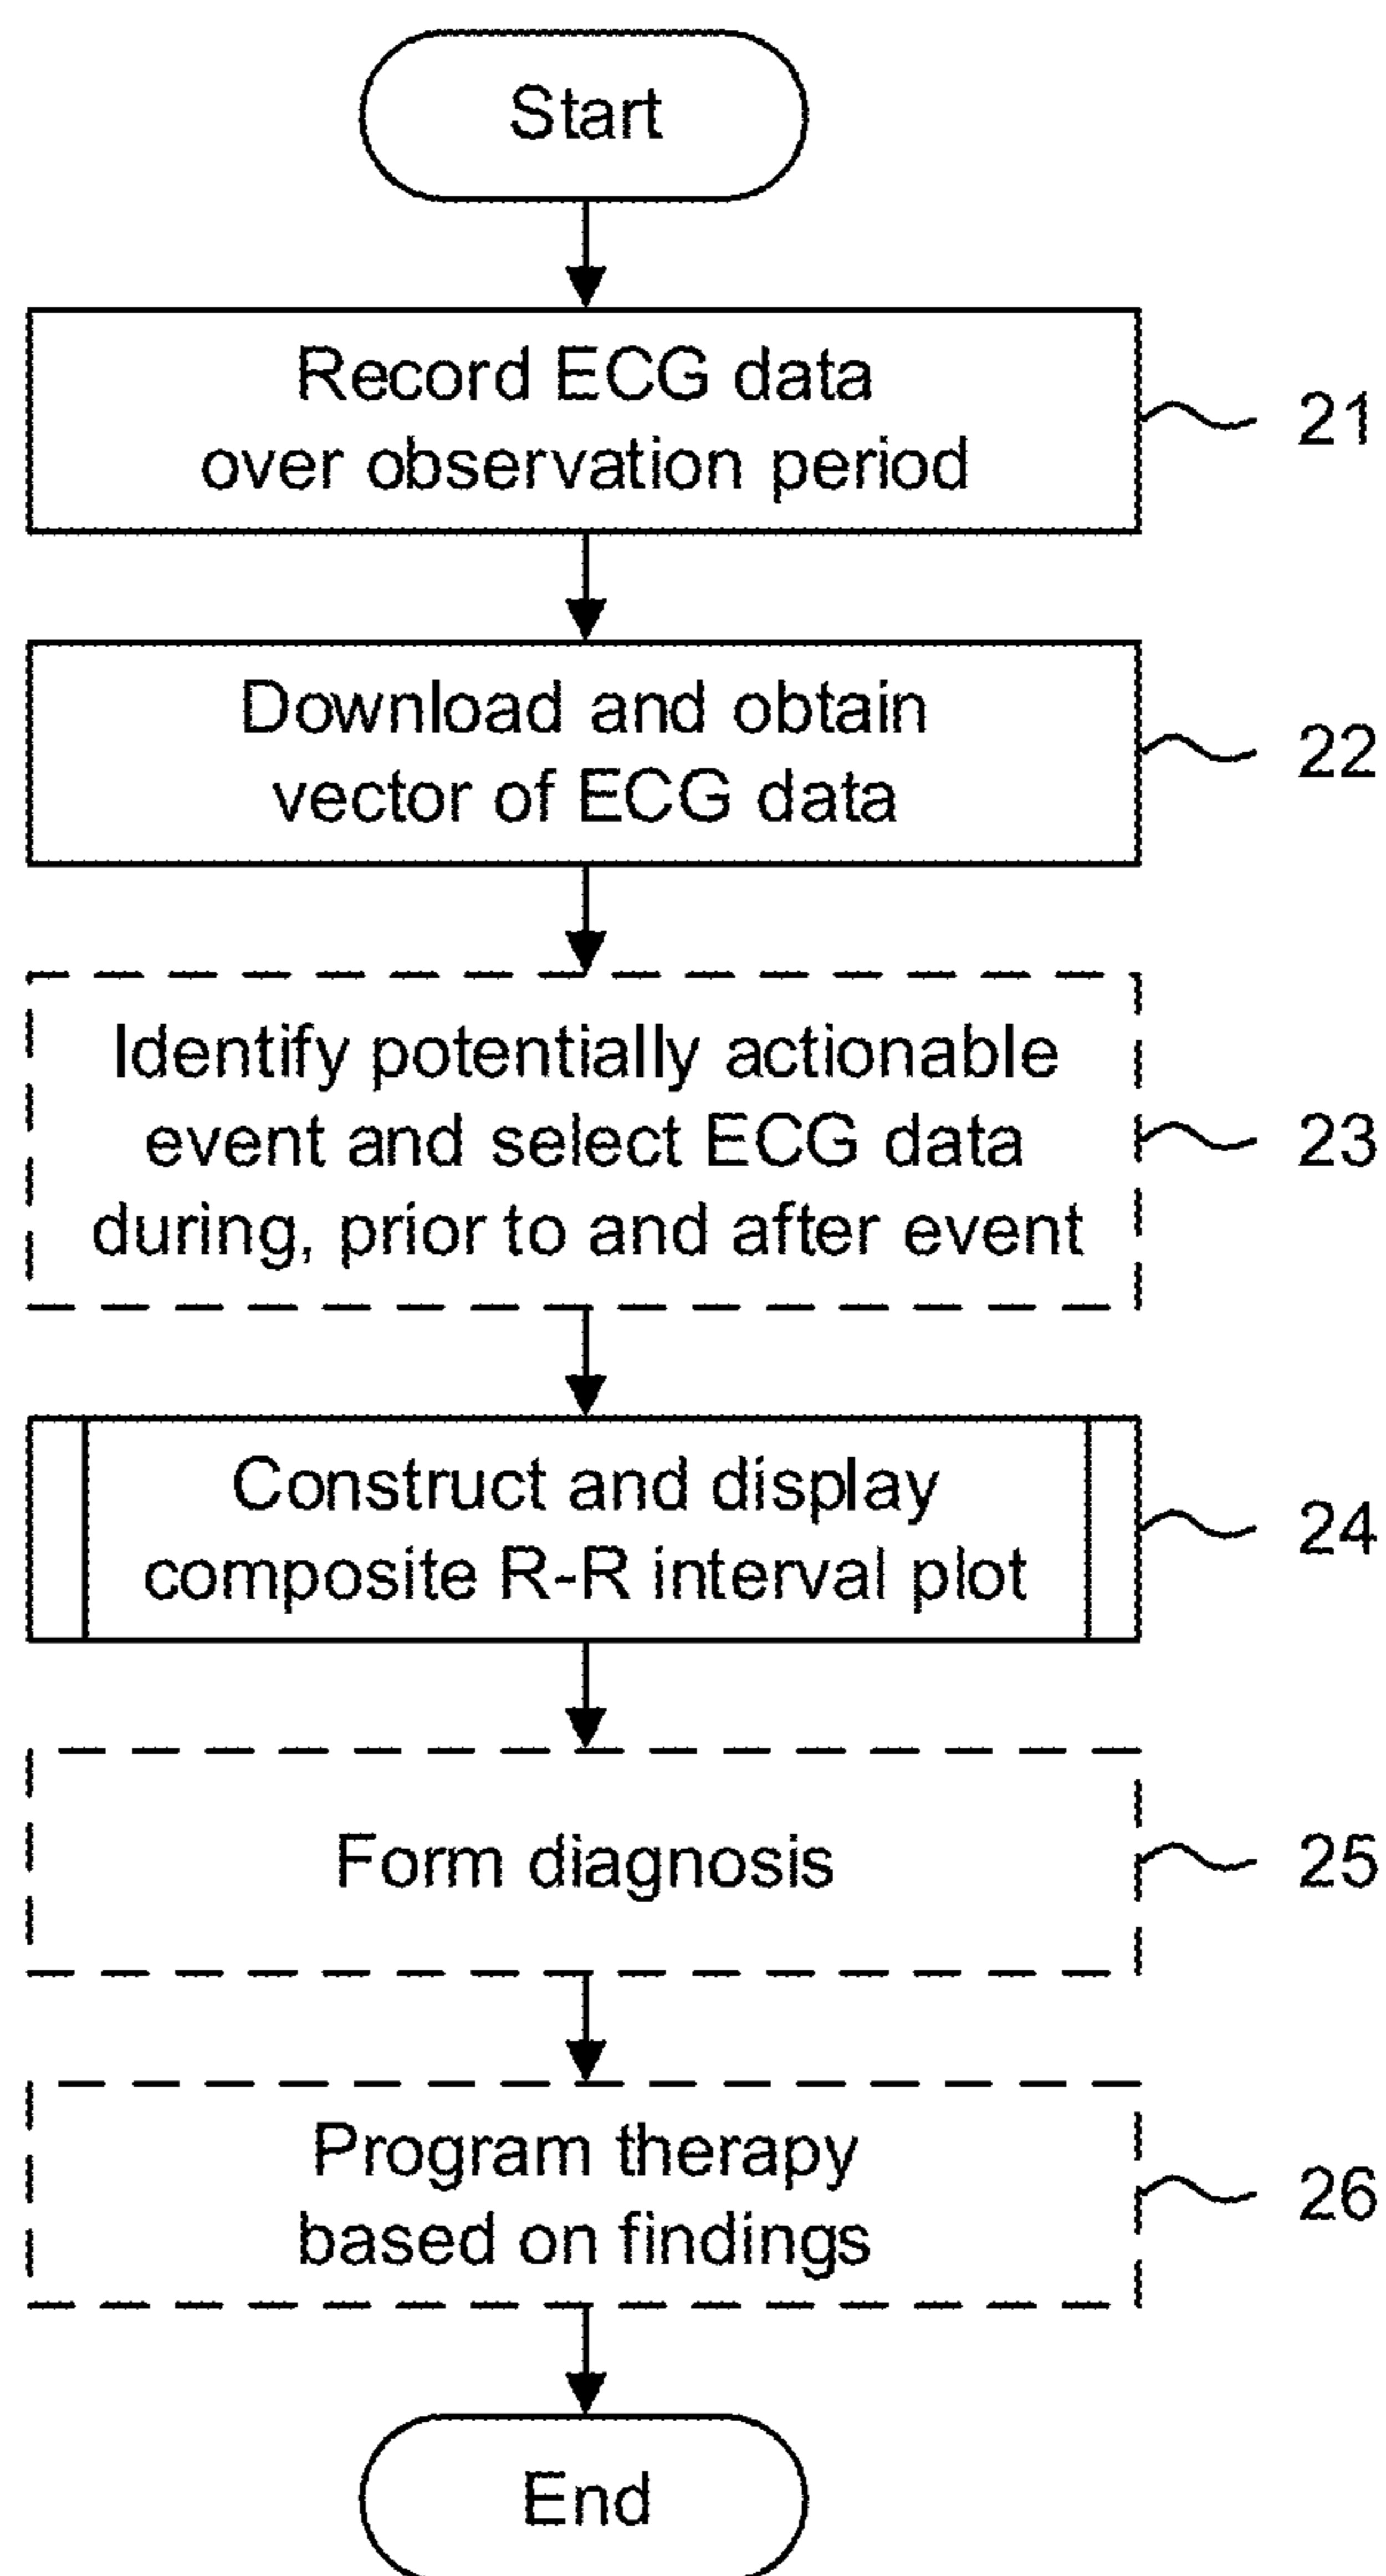 Start
Record ECG data
over observation period
21
Download and obtain
vector of ECG data
22
Identify potentially actionable
event and select ECG data
during, prior to and after event
23
Construct and display
composite R-R interval plot
24
Form diagnosis
25
Program therapy
based on findings
26
End